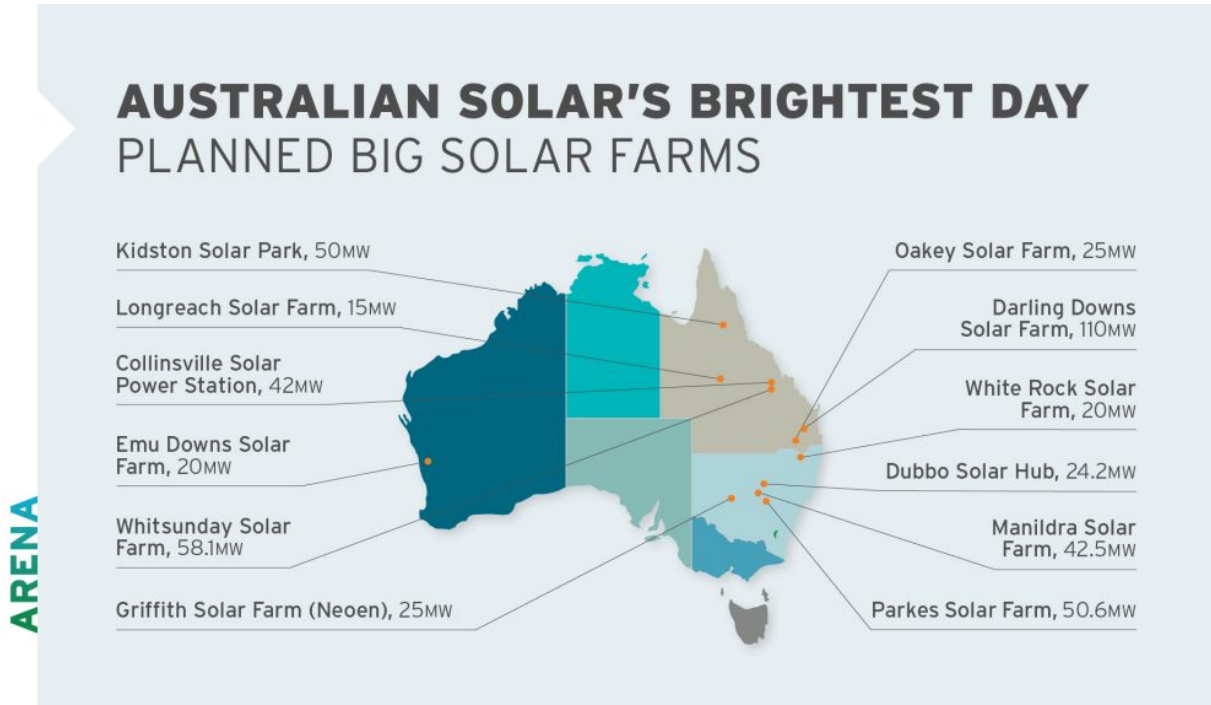 AUSTRALIAN SOLAR'S BRIGHTEST DAY
PLANNED BIG SOLAR FARMS
Kidston Solar Park, 50MW
Longreach Solar Farm, 15MW
Collinsville Solar
Power Station, 42MW
Emu Downs Solar
Farm, 20MW
Whitsunday Solar
Farm, 58.1MW
Griffith Solar Farm (Neoen), 25MW
Oakey Solar Farm, 25MW
Darling Downs
Solar Farm, 110MW
White Rock Solar
Farm, 20MW
Dubbo Solar Hub, 24.2MW
Manildra Solar
Farm, 42.5MW
Parkes Solar Farm, 50.6MW
ARENA